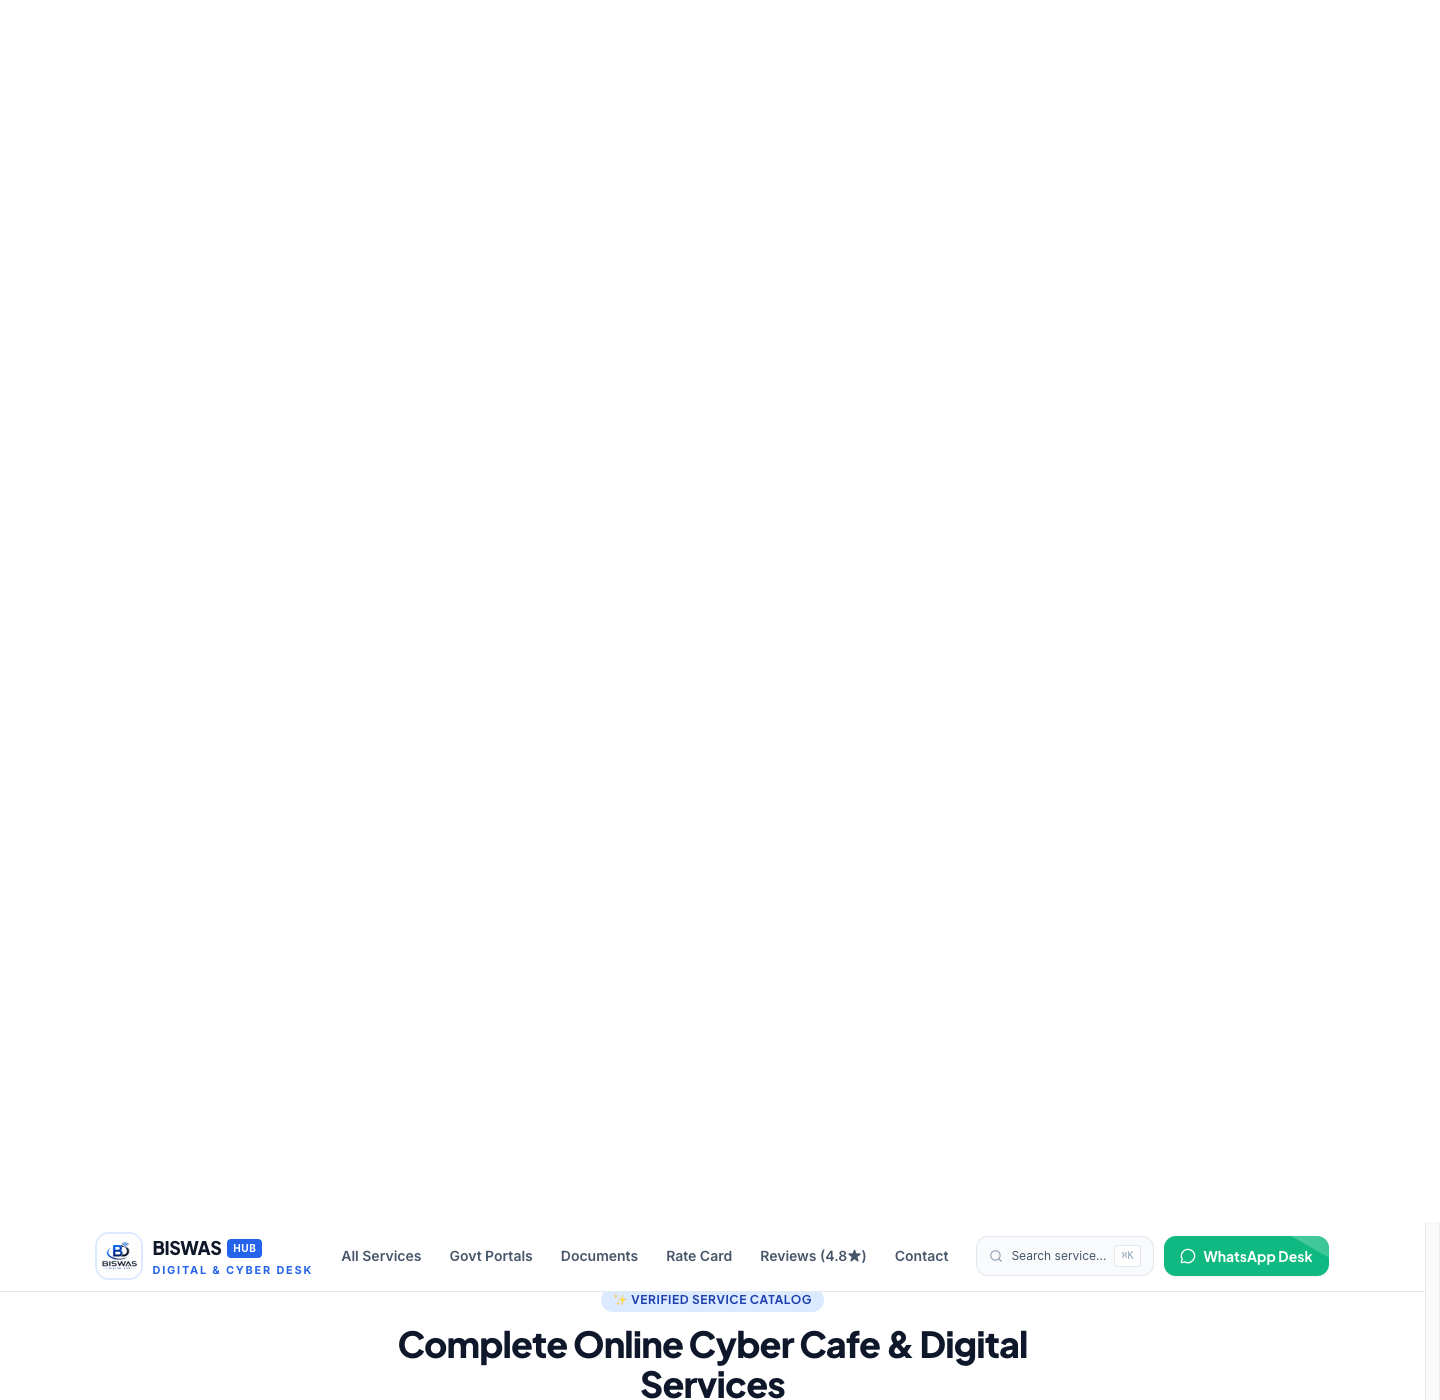 BISWAS HUB
DIGITAL & CYBER DESK
BD
BISWAS
All Services
Govt Portals
Documents
Rate Card
Reviews (4.8★)
Contact
Search service...
⌘K
WhatsApp Desk
✨ VERIFIED SERVICE CATALOG
Complete Online Cyber Cafe & Digital
Services